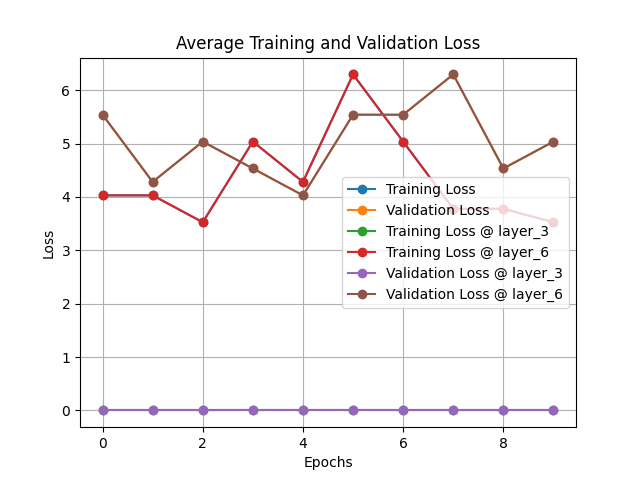 Average Training and Validation Loss
Loss
6
5
4
3
2
1
0
Training Loss
Validation Loss
Training Loss @ layer_3
Training Loss @ layer_6
Validation Loss @ layer_3
Validation Loss @ layer_6
0 2 4 6 8
Epochs